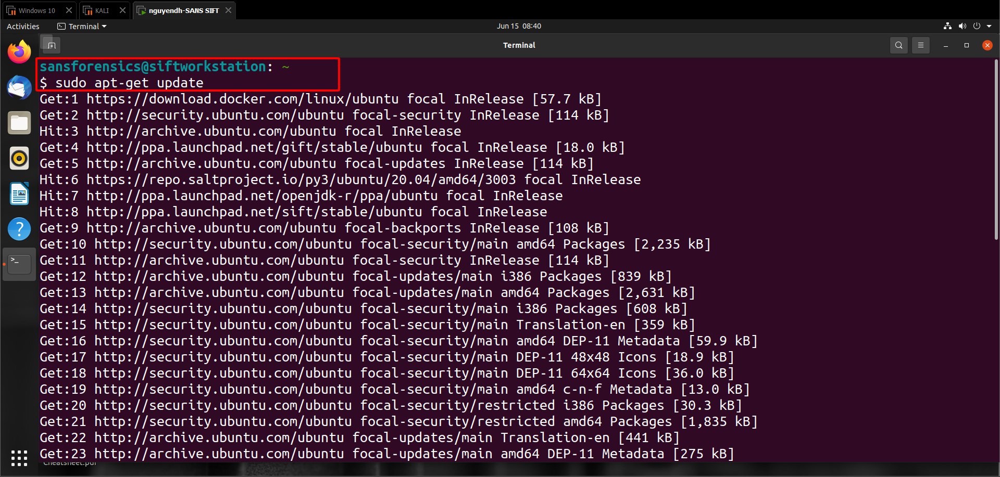 Windows 10
KALI
nguyendh-SANS SIFT
Activities
Terminal
Jun 15 08:40
Terminal
sansforensics@siftworkstation: ~
$ sudo apt-get update
Get:1 https://download.docker.com/linux/ubuntu focal InRelease [57.7 kB]
Get:2 http://security.ubuntu.com/ubuntu focal-security InRelease [114 kB]
Hit:3 http://archive.ubuntu.com/ubuntu focal InRelease
Get:4 http://ppa.launchpad.net/gift/stable/ubuntu focal InRelease [18.0 kB]
Get:5 http://archive.ubuntu.com/ubuntu focal-updates InRelease [114 kB]
Hit:6 https://repo.saltproject.io/py3/ubuntu/20.04/amd64/3003 focal InRelease
Hit:7 http://ppa.launchpad.net/openjdk-r/ppa/ubuntu focal InRelease
Hit:8 http://ppa.launchpad.net/sift/stable/ubuntu focal InRelease
Get:9 http://archive.ubuntu.com/ubuntu focal-backports InRelease [108 kB]
Get:10 http://security.ubuntu.com/ubuntu focal-security/main amd64 Packages [2,235 kB]
Get:11 http://archive.ubuntu.com/ubuntu focal-security InRelease [114 kB]
Get:12 http://archive.ubuntu.com/ubuntu focal-updates/main i386 Packages [839 kB]
Get:13 http://archive.ubuntu.com/ubuntu focal-updates/main amd64 Packages [2,631 kB]
Get:14 http://security.ubuntu.com/ubuntu focal-security/main i386 Packages [608 kB]
Get:15 http://security.ubuntu.com/ubuntu focal-security/main Translation-en [359 kB]
Get:16 http://security.ubuntu.com/ubuntu focal-security/main amd64 DEP-11 Metadata [59.9 kB]
Get:17 http://security.ubuntu.com/ubuntu focal-security/main DEP-11 48x48 Icons [18.9 kB]
Get:18 http://security.ubuntu.com/ubuntu focal-security/main DEP-11 64x64 Icons [36.0 kB]
Get:19 http://security.ubuntu.com/ubuntu focal-security/main amd64 c-n-f Metadata [13.0 kB]
Get:20 http://security.ubuntu.com/ubuntu focal-security/restricted i386 Packages [30.3 kB]
Get:21 http://security.ubuntu.com/ubuntu focal-security/restricted amd64 Packages [1,835 kB]
Get:22 http://archive.ubuntu.com/ubuntu focal-updates/main Translation-en [441 kB]
Get:23 http://archive.ubuntu.com/ubuntu focal-updates/main amd64 DEP-11 Metadata [275 kB]
Cheatsheet.pdf